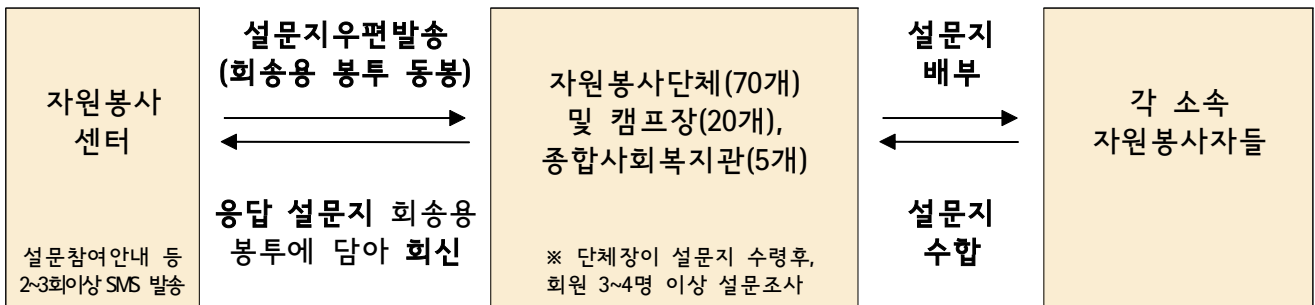 자원봉사
센터
설문참여안내 등
2~3회이상 SMS 발송
설문지우편발송
(회송용 봉투 동봉)
응답 설문지 회송용
봉투에 담아 회신
자원봉사단체(70개)
및 캠프장(20개),
종합사회복지관(5개)
※ 단체장이 설문지 수령후,
회원 3~4명 이상 설문조사
설문지
배부
설문지
수합
각 소속
자원봉사자들